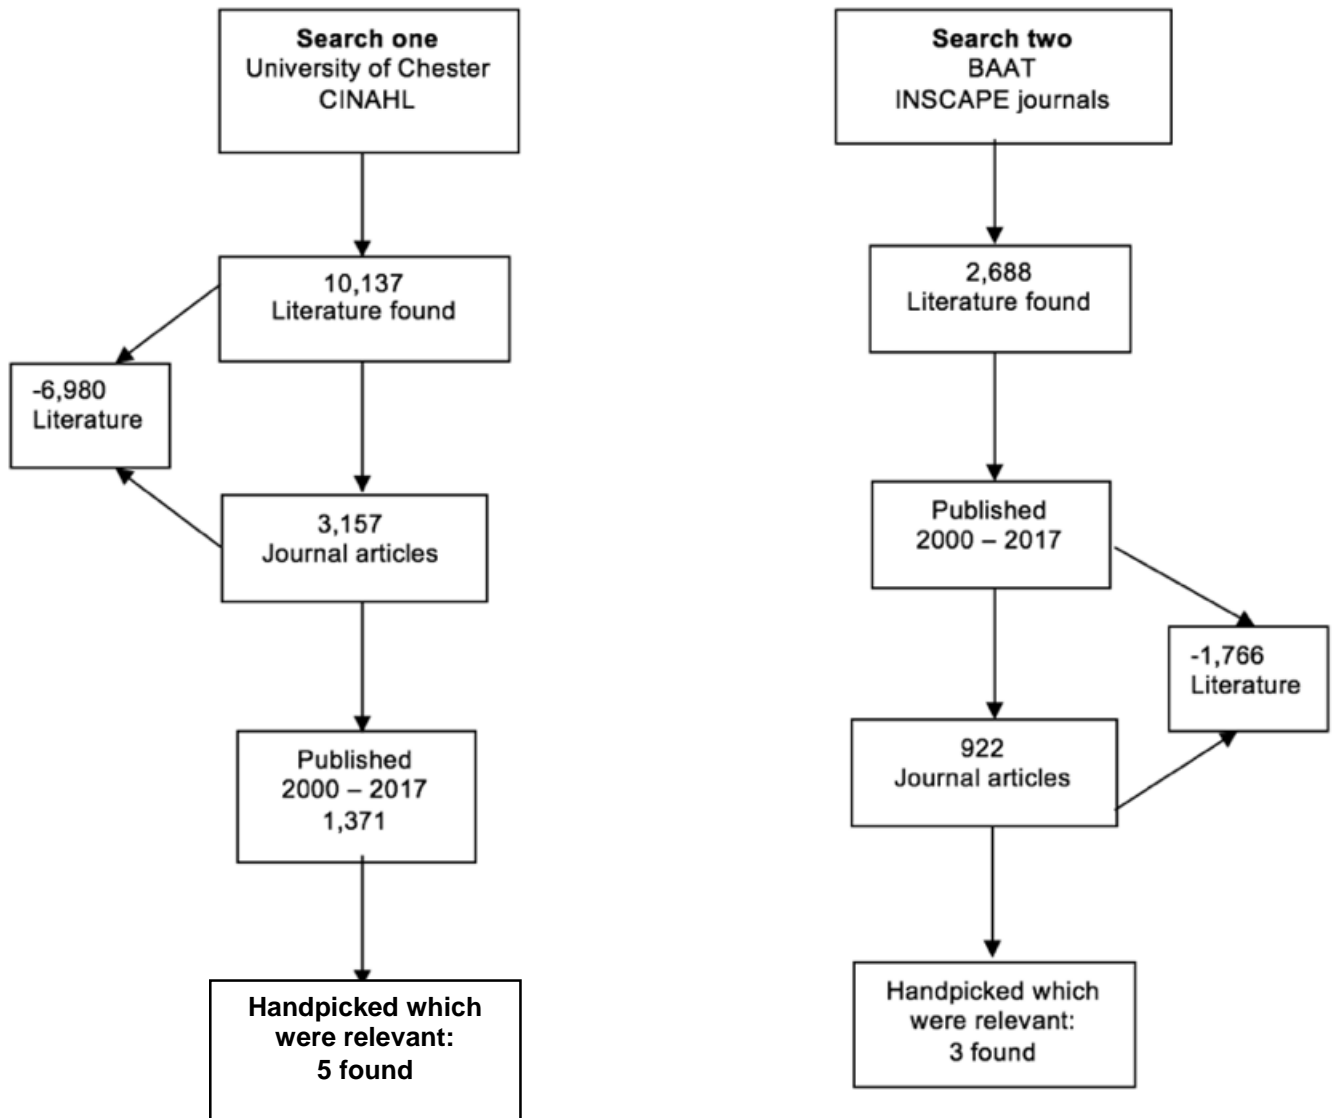 Search one
University of Chester
CINAHL
10,137
Literature found
-6,980
Literature
3,157
Journal articles
Published
2000 – 2017
1,371
Handpicked which
were relevant:
5 found
Search two
BAAT
INSCAPE journals
2,688
Literature found
Published
2000 – 2017
-1,766
Literature
922
Journal articles
Handpicked which
were relevant:
3 found